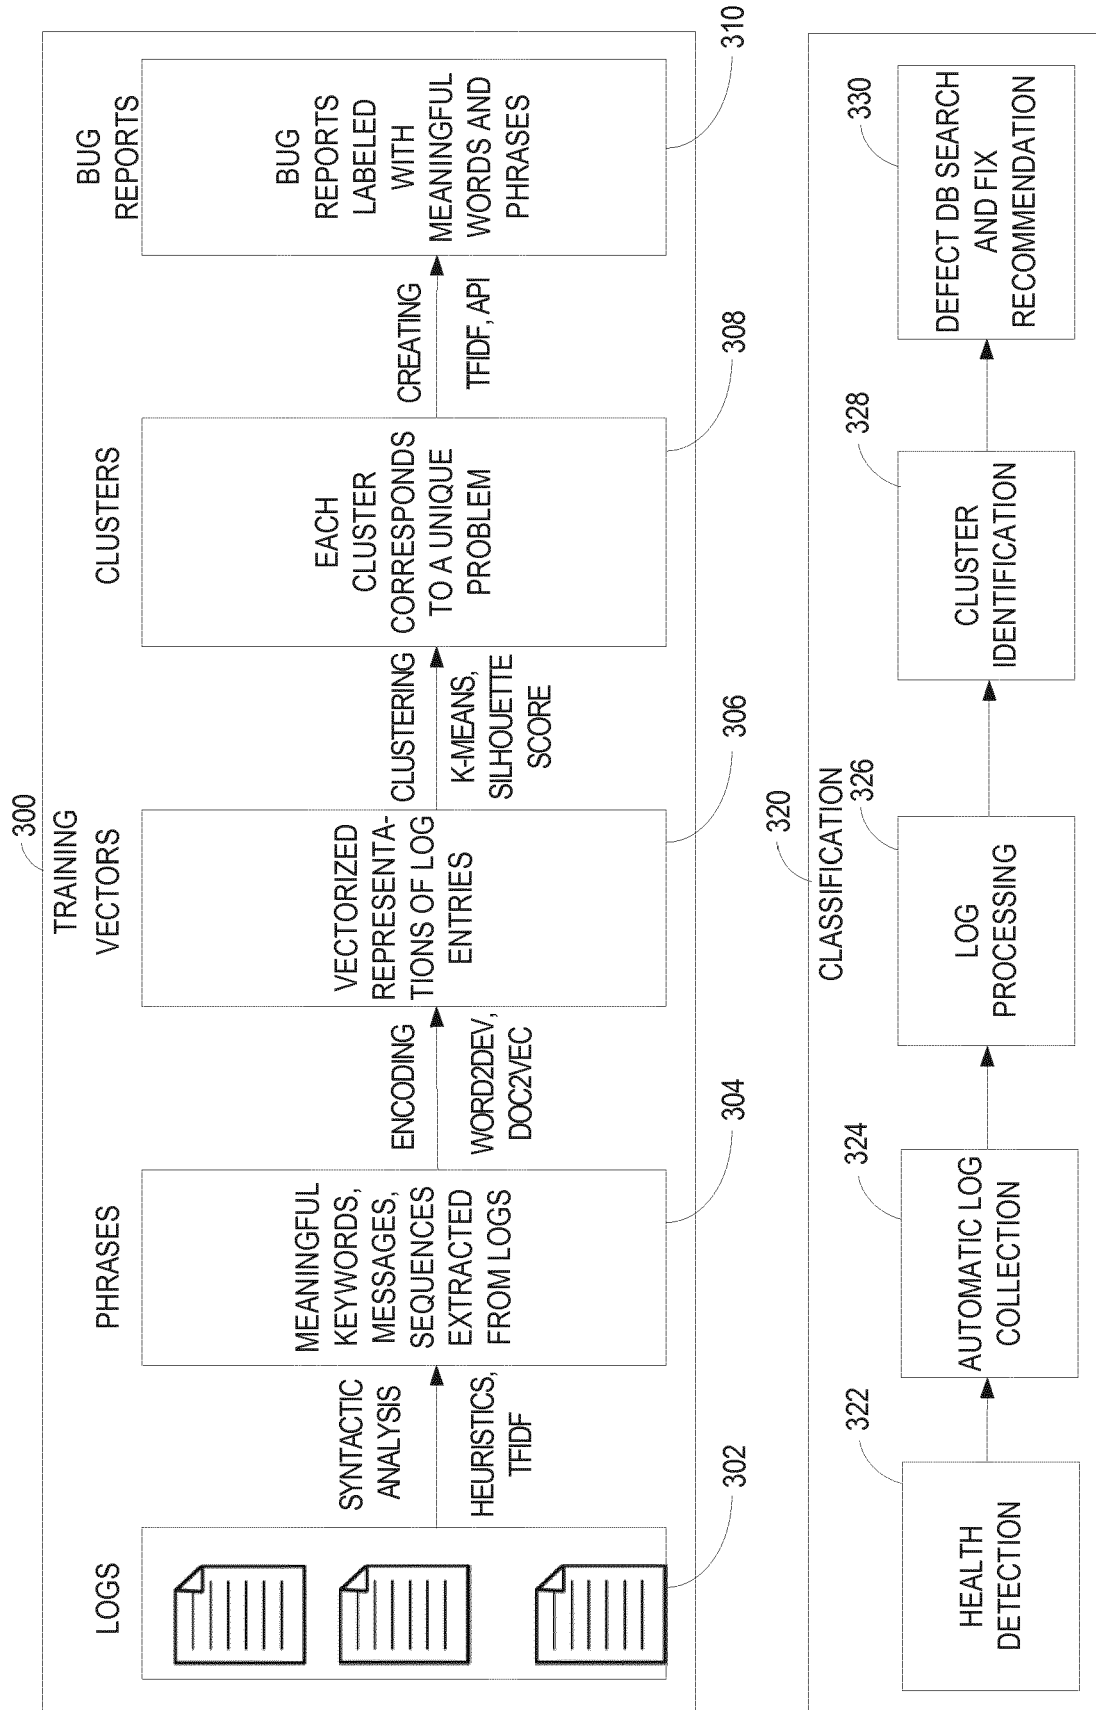 300
TRAINING
LOGS
302
SYNTACTIC
ANALYSIS
HEURISTICS,
TFIDF
PHRASES
MEANINGFUL
KEYWORDS,
MESSAGES,
SEQUENCES
EXTRACTED
FROM LOGS
304
ENCODING
WORD2DEV,
DOC2VEC
VECTORS
VECTORIZED
REPRESENTA-
TIONS OF LOG
ENTRIES
306
CLUSTERING
K-MEANS,
SILHOUETTE
SCORE
CLUSTERS
EACH
CLUSTER
CORRESPONDS
TO A UNIQUE
PROBLEM
308
CREATING
TFIDF, API
BUG
REPORTS
BUG
REPORTS
LABELED
WITH
MEANINGFUL
WORDS AND
PHRASES
310
320
CLASSIFICATION
322
HEALTH
DETECTION
324
AUTOMATIC LOG
COLLECTION
326
LOG
PROCESSING
328
CLUSTER
IDENTIFICATION
330
DEFECT DB SEARCH
AND FIX
RECOMMENDATION